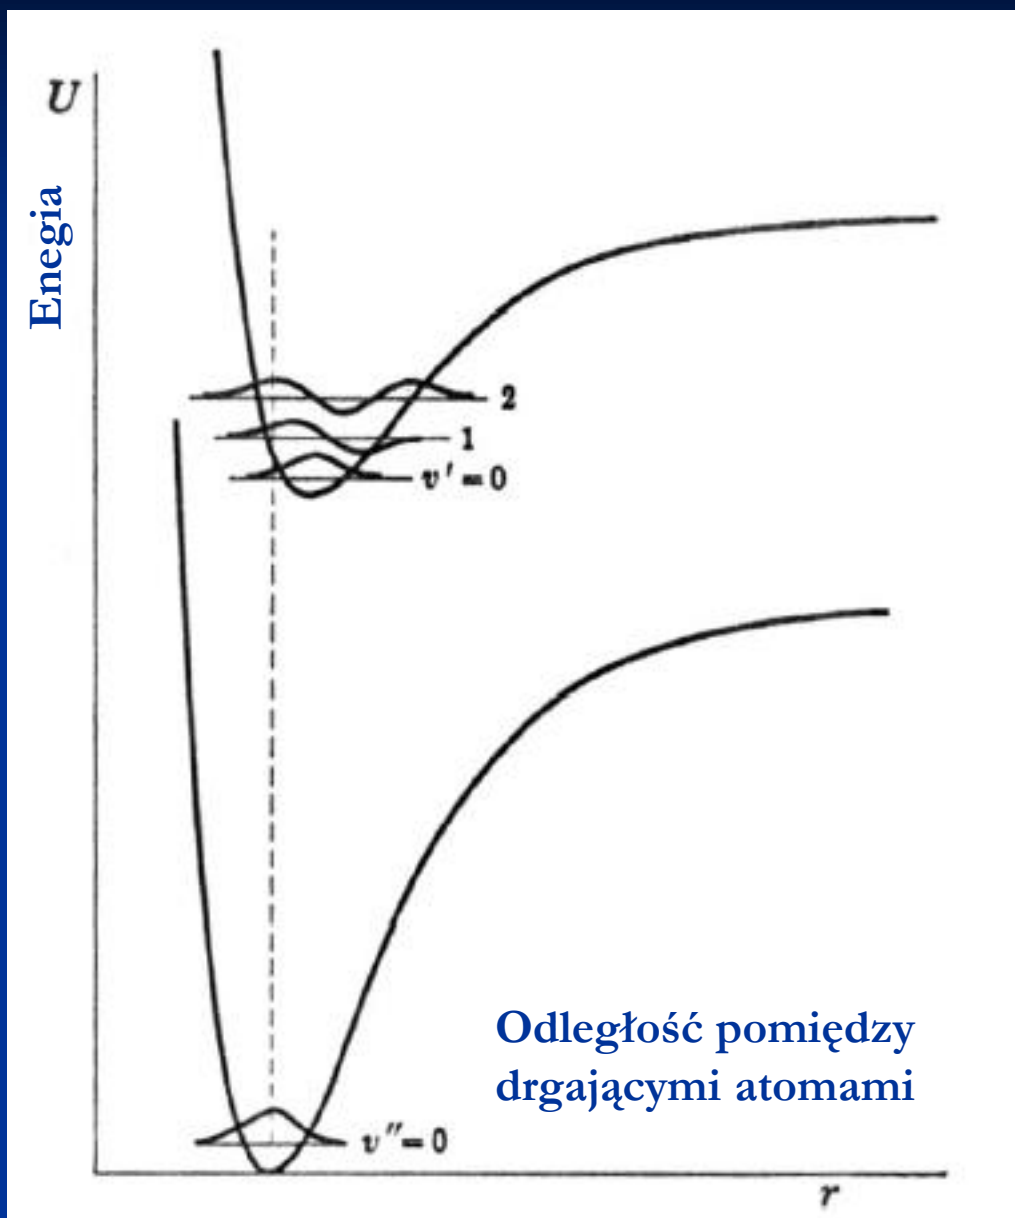 U
Enegia
2
1
v' = 0
Odległość pomiędzy
drgającymi atomami
v'' = 0
r